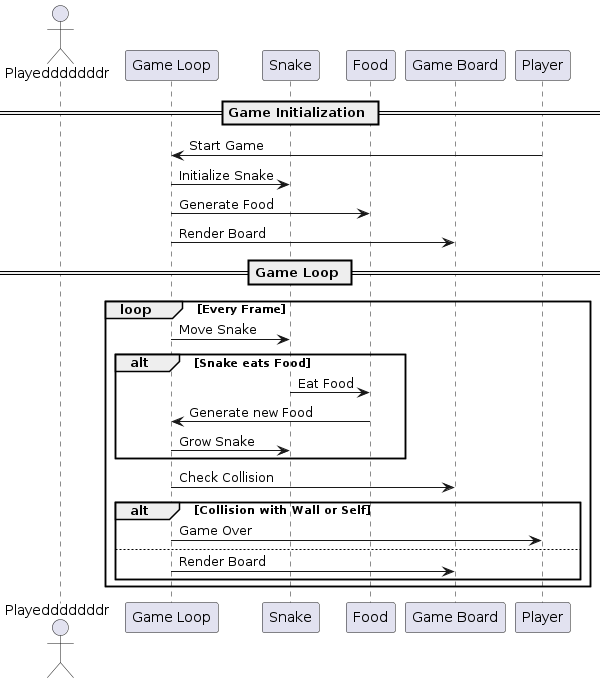 Playeddddddddr
Game Loop
Snake
Food
Game Board
Player
Game Initialization
Start Game
Initialize Snake
Generate Food
Render Board
Game Loop
loop
[Every Frame]
Move Snake
alt
[Snake eats Food]
Eat Food
Generate new Food
Grow Snake
Check Collision
alt
[Collision with Wall or Self]
Game Over
Render Board
Playeddddddddr
Game Loop
Snake
Food
Game Board
Player